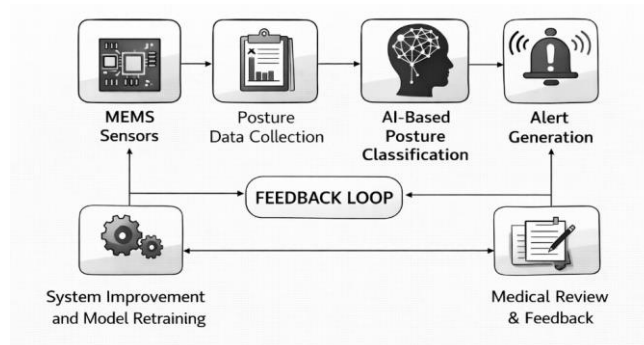 MEMS
Sensors
Posture
Data Collection
AI-Based
Posture
Classification
Alert
Generation
FEEDBACK LOOP
System Improvement
and Model Retraining
Medical Review
& Feedback